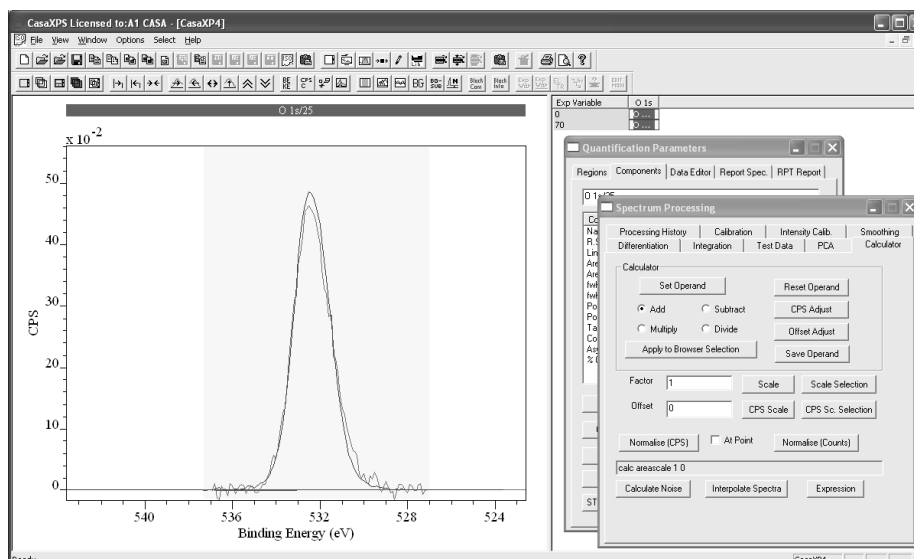 CasaXPS Licensed to:A1 CASA - [CasaXP4]
File View Window Options Select Help
O 1s/25
x 10⁻²
50
40
30
20
10
0
CPS
540 536 532 528 524
Binding Energy (eV)
Exp Variable O 1s
0 O ...
70 O ...
Quantification Parameters
Regions Components Data Editor Report Spec. RPT Report
O 1s/25
Spectrum Processing
Processing History Calibration Intensity Calib. Smoothing
Differentiation Integration Test Data PCA Calculator
Calculator
Set Operand Reset Operand
Add Subtract CPS Adjust
Multiply Divide Offset Adjust
Apply to Browser Selection Save Operand
Factor 1 Scale Scale Selection
Offset 0 CPS Scale CPS Sc. Selection
Normalise (CPS) At Point Normalise (Counts)
calc areascale 1 0
Calculate Noise Interpolate Spectra Expression